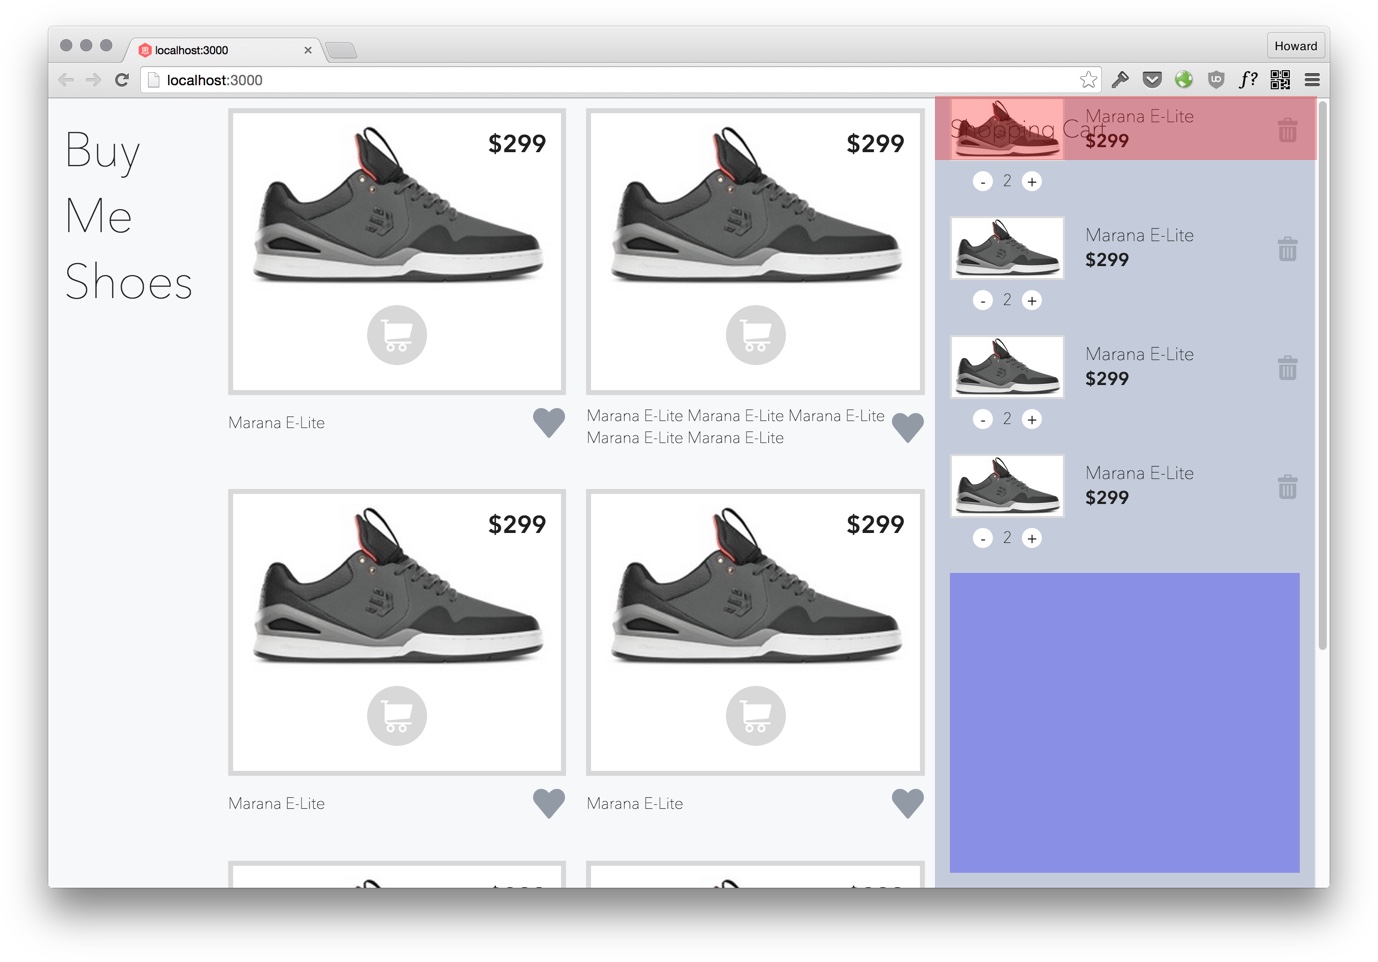 localhost:3000
Howard
localhost:3000
f?
Buy
Me
Shoes
$299
Marana E-Lite
$299
Marana E-Lite Marana E-Lite Marana E-Lite
Marana E-Lite Marana E-Lite
$299
Marana E-Lite
$299
Marana E-Lite
Shopping Cart
Marana E-Lite
$299
- 2 +
Marana E-Lite
$299
- 2 +
Marana E-Lite
$299
- 2 +
Marana E-Lite
$299
- 2 +